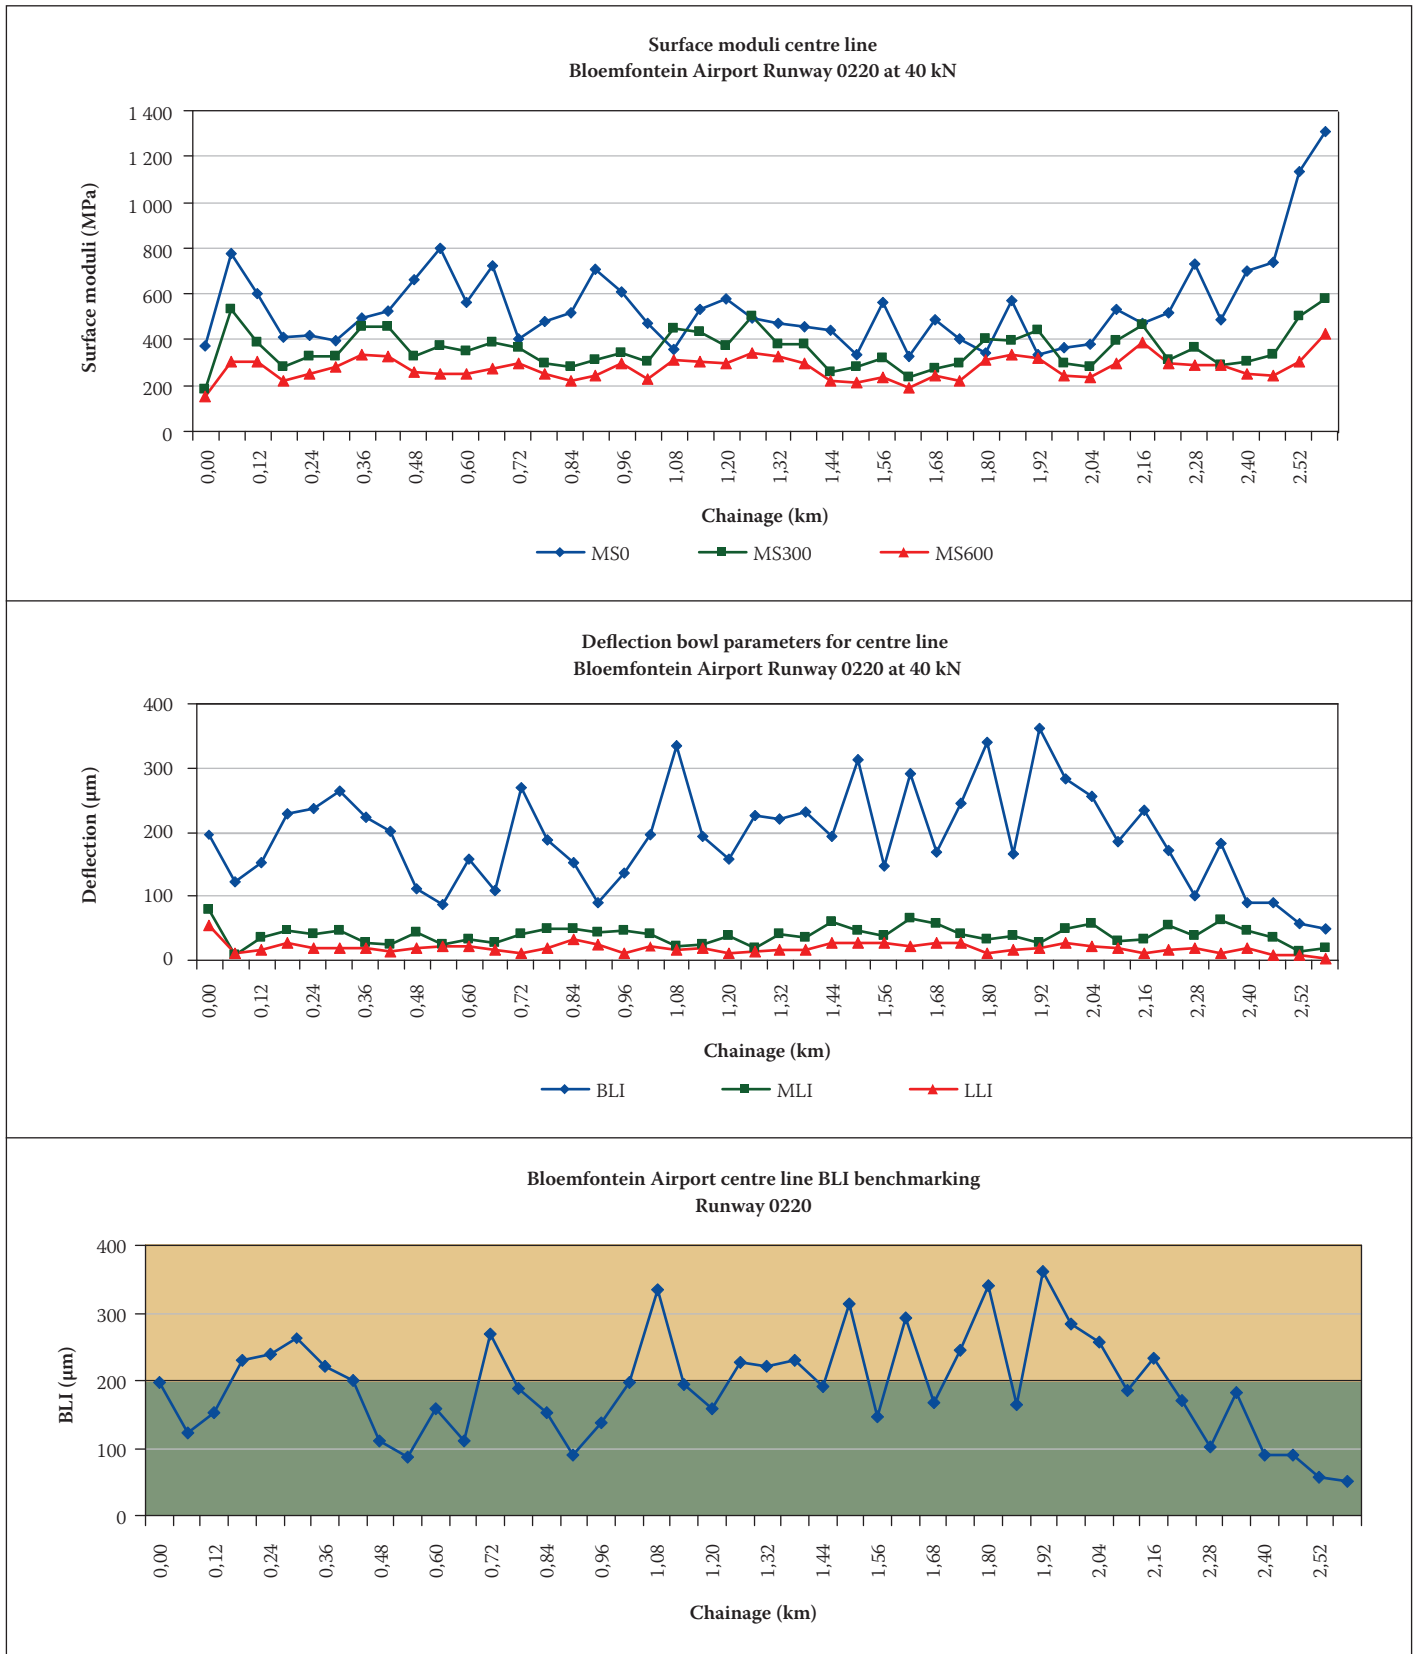 Surface moduli centre line
Bloemfontein Airport Runway 0220 at 40 kN
1 400
1 200
1 000
800
600
400
200
0
Surface moduli (MPa)
0,00 0,12 0,24 0,36 0,48 0,60 0,72 0,84 0,96 1,08 1,20 1,32 1,44 1,56 1,68 1,80 1,92 2,04 2,16 2,28 2,40 2.52
Chainage (km)
MS0 MS300 MS600
Deflection bowl parameters for centre line
Bloemfontein Airport Runway 0220 at 40 kN
400
300
200
100
0
Deflection (µm)
0,00 0,12 0,24 0,36 0,48 0,60 0,72 0,84 0,96 1,08 1,20 1,32 1,44 1,56 1,68 1,80 1,92 2,04 2,16 2,28 2,40 2,52
Chainage (km)
BLI MLI LLI
Bloemfontein Airport centre line BLI benchmarking
Runway 0220
400
300
200
100
0
BLI (µm)
0,00 0,12 0,24 0,36 0,48 0,60 0,72 0,84 0,96 1,08 1,20 1,32 1,44 1,56 1,68 1,80 1,92 2,04 2,16 2,28 2,40 2,52
Chainage (km)